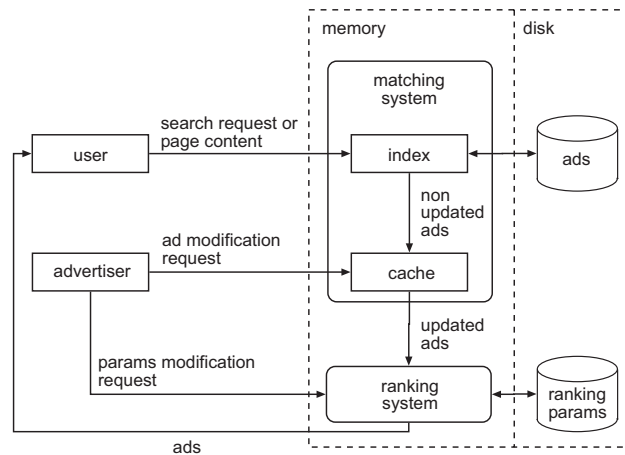 memory
disk
matching
system
search request or
page content
user
index
ads
non
updated
ads
ad modification
request
advertiser
cache
updated
ads
params modification
request
ranking
system
ranking
params
ads